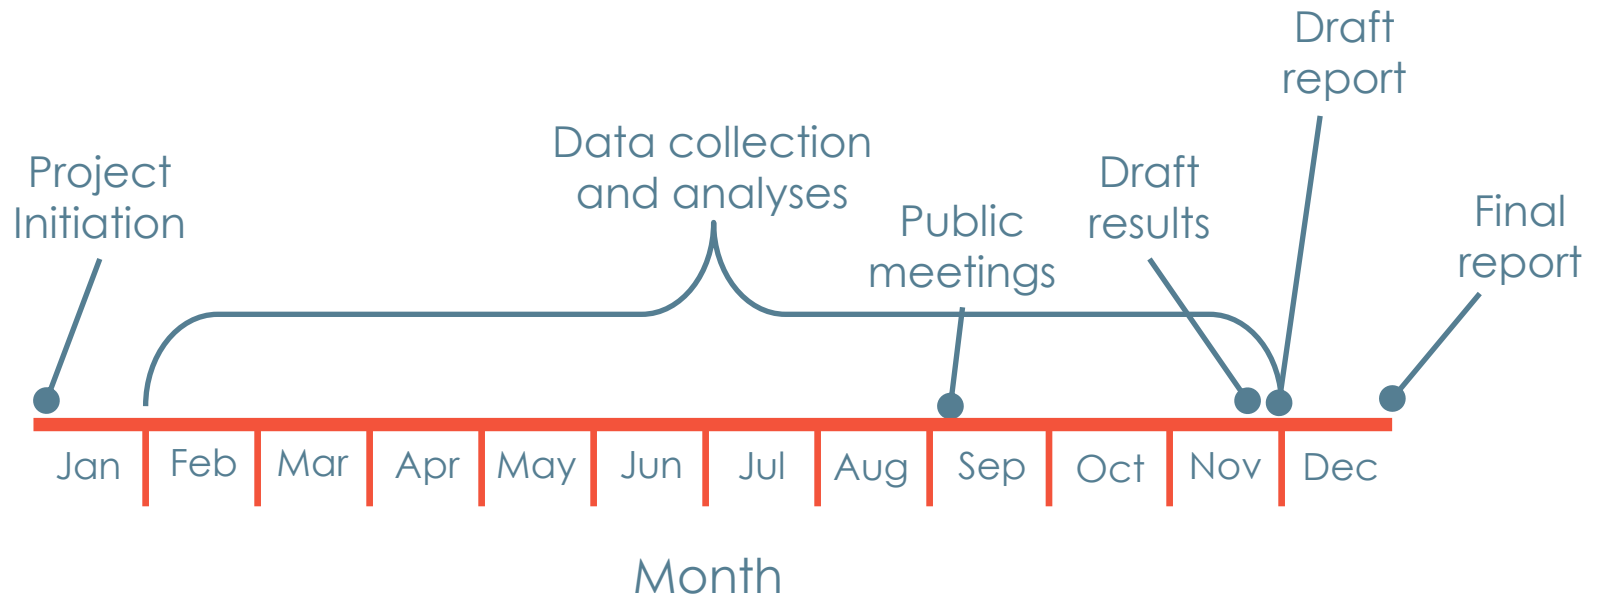 Project
Initiation
Data collection
and analyses
Public
meetings
Draft
results
Draft
report
Final
report
Jan Feb Mar Apr May Jun Jul Aug Sep Oct Nov Dec
Month